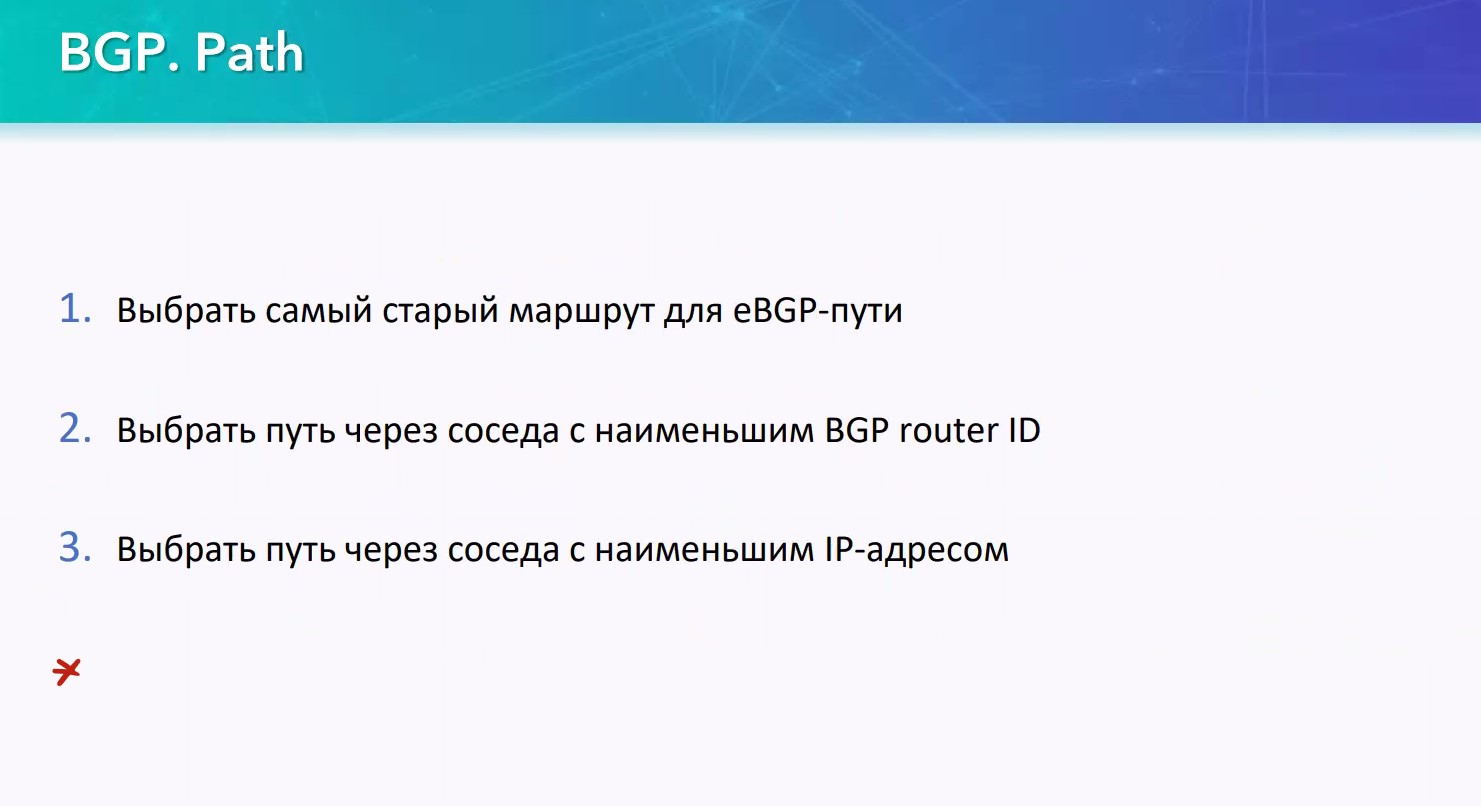 BGP. Path
1. Выбрать самый старый маршрут для eBGP-пути
2. Выбрать путь через соседа с наименьшим BGP router ID
3. Выбрать путь через соседа с наименьшим IP-адресом
*